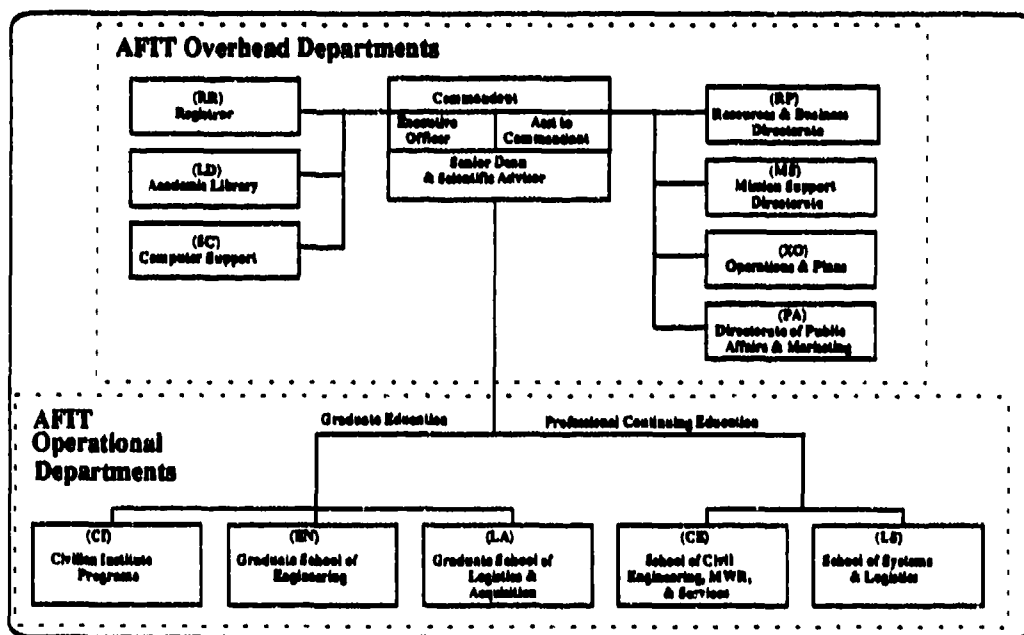 AFIT Overhead Departments
(RR)
Registrar
(LD)
Academic Library
(SC)
Computer Support
Commandant
Executive
Officer
Asst to
Commandant
Senior Dean
& Scientific Advisor
(RP)
Resources & Business
Directorate
(MS)
Mission Support
Directorate
(XO)
Operations & Plans
(PA)
Directorate of Public
Affairs & Marketing
AFIT
Operational
Departments
Graduate Education
Professional Continuing Education
(CI)
Civilian Institute
Programs
(EN)
Graduate School of
Engineering
(LA)
Graduate School of
Logistics &
Acquisition
(CE)
School of Civil
Engineering, MWR,
& Services
(LS)
School of Systems
& Logistics